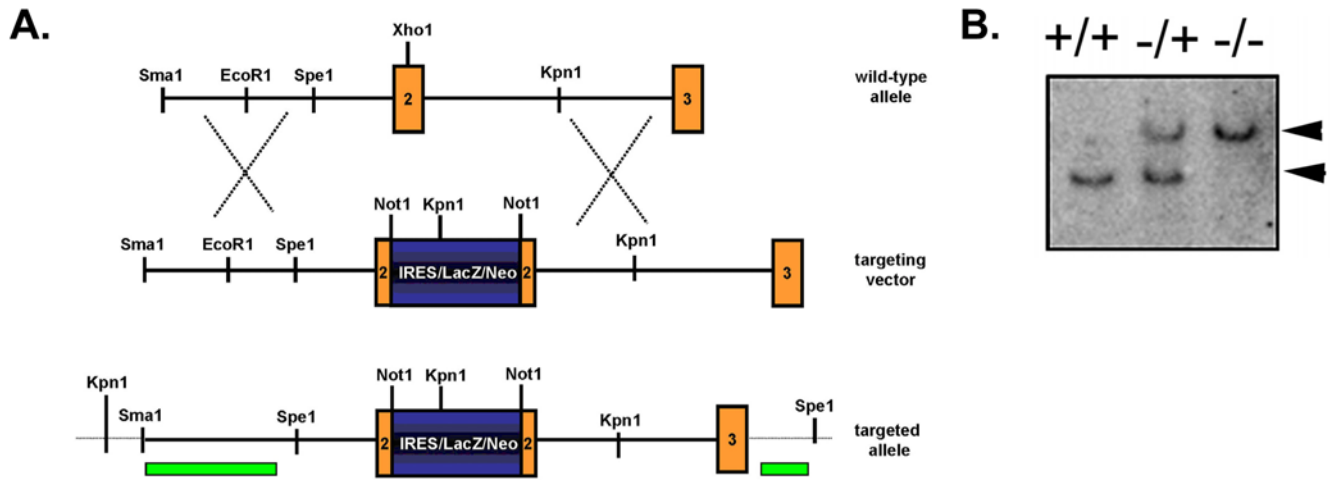 A.
Xho1
Sma1 EcoR1 Spe1 Kpn1
2 3
wild-type
allele
Not1 Kpn1 Not1
Sma1 EcoR1 Spe1 Kpn1
2 IRES/LacZ/Neo 2 3
targeting
vector
Kpn1 Not1 Kpn1 Not1
Sma1 Spe1 Kpn1 Spe1
2 IRES/LacZ/Neo 2 3
targeted
allele
B.
+/+ -/+ -/-